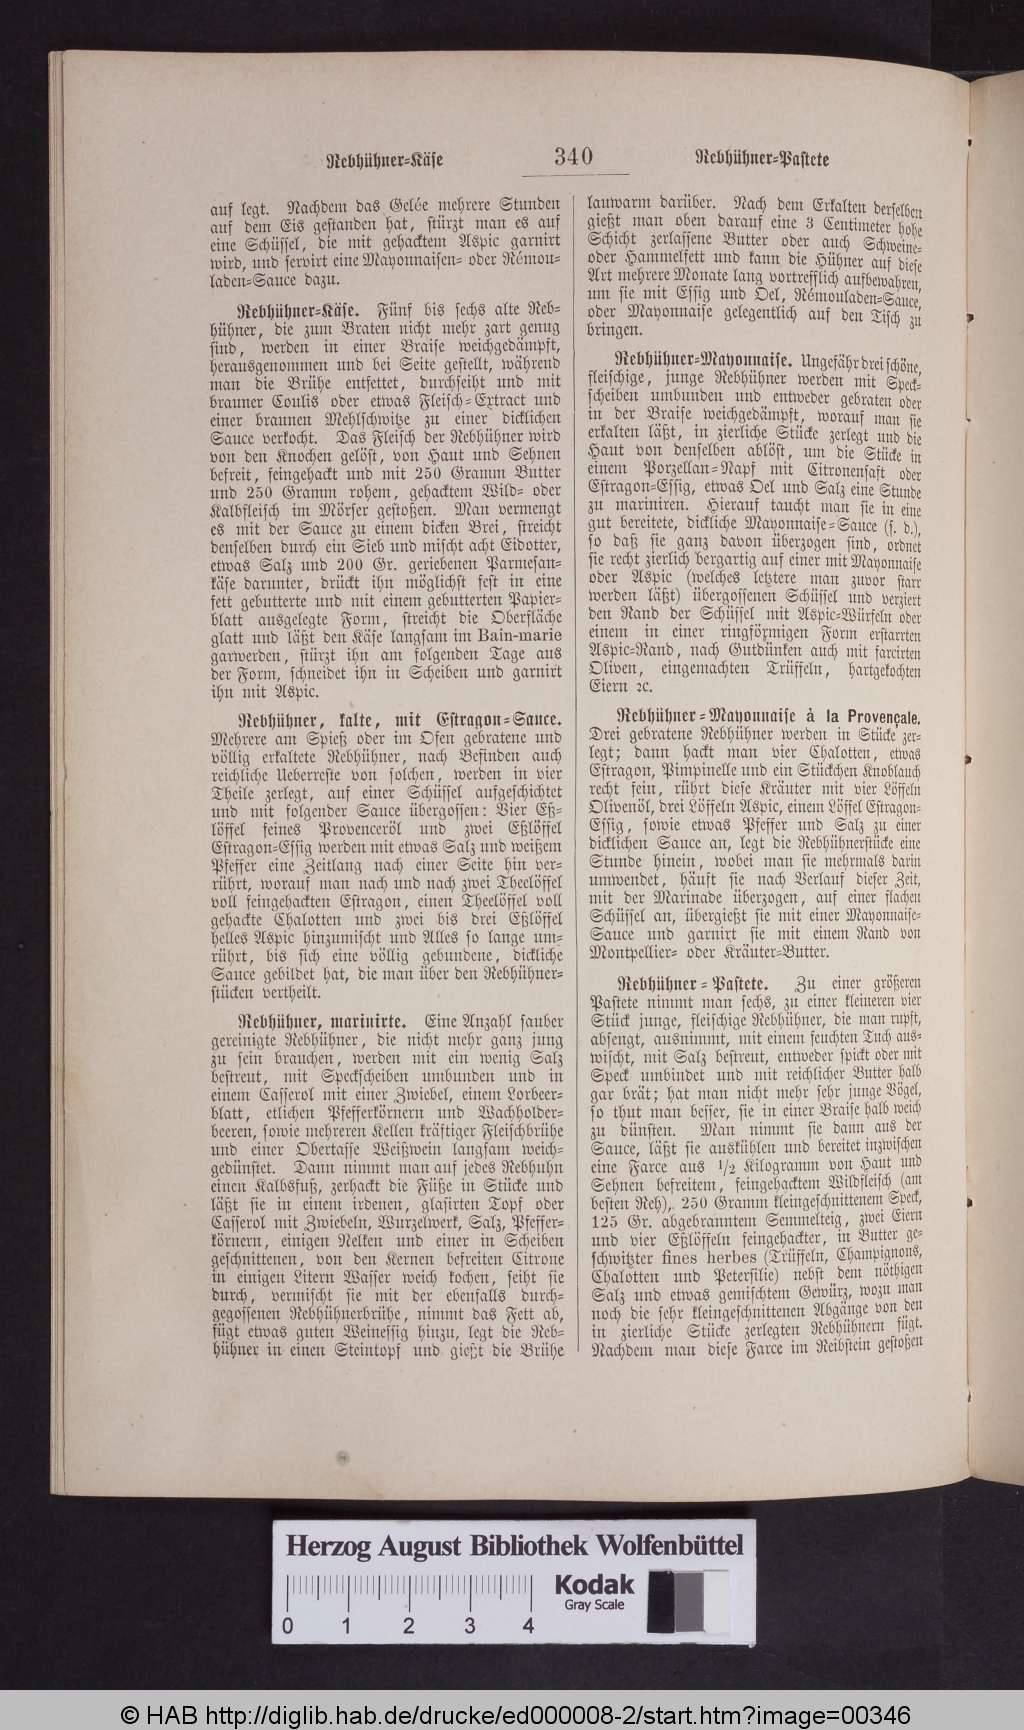 Rebhühner-Käse
340
Rebhühner-Pastete
auf legt. Nachdem das Gelée mehrere Stunden
auf dem Eis gestanden hat, stürzt man es auf
eine Schüssel, die mit gehacktem Aspic garnirt
wird, und servirt eine Mayonnaisen- oder Rémou-
laden-Sauce dazu.
Rebhühner-Käse. Fünf bis sechs alte Reb-
hühner, die zum Braten nicht mehr zart genug
sind, werden in einer Braise weichgedämpft,
herausgenommen und bei Seite gestellt, während
man die Brühe entfettet, durchseiht und mit
brauner Coulis oder etwas Fleisch-Extract und
einer braunen Mehlschwitze zu einer dicklichen
Sauce verkocht. Das Fleisch der Rebhühner wird
von den Knochen gelöst, von Haut und Sehnen
befreit, feingehackt und mit 250 Gramm Butter
und 250 Gramm rohem, gehacktem Wild- oder
Kalbfleisch im Mörser gestoßen. Man vermengt
es mit der Sauce zu einem dicken Brei, streicht
denselben durch ein Sieb und mischt acht Eidotter,
etwas Salz und 200 Gr. geriebenen Parmesan-
käse darunter, drückt ihn möglichst fest in eine
fett gebutterte und mit einem gebutterten Papier-
blatt ausgelegte Form, streicht die Oberfläche
glatt und läßt den Käse langsam im Bain-marie
garwerden, stürzt ihn am folgenden Tage aus
der Form, schneidet ihn in Scheiben und garnirt
ihn mit Aspic.
Rebhühner, kalte, mit Estragon-Sauce.
Mehrere am Spieß oder im Ofen gebratene und
völlig erkaltete Rebhühner, nach Befinden auch
reichliche Ueberreste von solchen, werden in vier
Theile zerlegt, auf einer Schüssel aufgeschichtet
und mit folgender Sauce übergossen: Vier Eß-
löffel feines Provenceröl und zwei Eßlöffel
Estragon-Essig werden mit etwas Salz und weißem
Pfeffer eine Zeitlang nach einer Seite hin ver-
rührt, worauf man nach und nach zwei Theelöffel
voll feingehackten Estragon, einen Theelöffel voll
gehackte Chalotten und zwei bis drei Eßlöffel
helles Aspic hinzumischt und Alles so lange um-
rührt, bis sich eine völlig gebundene, dickliche
Sauce gebildet hat, die man über den Rebhühner-
stücken vertheilt.
Rebhühner, marinirte. Eine Anzahl sauber
gereinigte Rebhühner, die nicht mehr ganz jung
zu sein brauchen, werden mit ein wenig Salz
bestreut, mit Speckscheiben umbunden und in
einem Casserol mit einer Zwiebel, einem Lorbeer-
blatt, etlichen Pfefferkörnern und Wachholder-
beeren, sowie mehreren Kellen kräftiger Fleischbrühe
und einer Obertasse Weißwein langsam weich-
gedünstet. Dann nimmt man auf jedes Rebhuhn
einen Kalbsfuß, zerhackt die Füße in Stücke und
läßt sie in einem irdenen, glasirten Topf oder
Casserol mit Zwiebeln, Wurzelwerk, Salz, Pfeffer-
körnern, einigen Nelken und einer in Scheiben
geschnittenen, von den Kernen befreiten Citrone
in einigen Litern Wasser weich kochen, seiht sie
durch, vermischt sie mit der ebenfalls durch-
gegossenen Rebhühnerbrühe, nimmt das Fett ab,
fügt etwas guten Weinessig hinzu, legt die Reb-
hühner in einen Steintopf und gießt die Brühe
lauwarm darüber. Nach dem Erkalten derselben
gießt man oben darauf eine 3 Centimeter hohe
Schicht zerlassene Butter oder auch Schweine-
oder Hammelfett und kann die Hühner auf diese
Art mehrere Monate lang vortrefflich aufbewahren,
um sie mit Essig und Oel, Rémouladen-Sauce,
oder Mayonnaise gelegentlich auf den Tisch zu
bringen.
Rebhühner-Mayonnaise. Ungefähr drei schöne,
fleischige, junge Rebhühner werden mit Speck-
scheiben umbunden und entweder gebraten oder
in der Braise weichgedämpft, worauf man sie
erkalten läßt, in zierliche Stücke zerlegt und die
Haut von denselben ablöst, um die Stücke in
einem Porzellan-Napf mit Citronensaft oder
Estragon-Essig, etwas Oel und Salz eine Stunde
zu mariniren. Hierauf taucht man sie in eine
gut bereitete, dickliche Mayonnaise-Sauce (s. d.),
so daß sie ganz davon überzogen sind, ordnet
sie recht zierlich bergartig auf einer mit Mayonnaise
oder Aspic (welches letztere man zuvor starr
werden läßt) übergossenen Schüssel und verziert
den Rand der Schüssel mit Aspic-Würfeln oder
einem in einer ringförmigen Form erstarrten
Aspic-Rand, nach Gutdünken auch mit farcirten
Oliven, eingemachten Trüffeln, hartgekochten
Eiern ꝛc.
Rebhühner-Mayonnaise à la Provençale.
Drei gebratene Rebhühner werden in Stücke zer-
legt; dann hackt man vier Chalotten, etwas
Estragon, Pimpinelle und ein Stückchen Knoblauch
recht fein, rührt diese Kräuter mit vier Löffeln
Olivenöl, drei Löffeln Aspic, einem Löffel Estragon-
Essig, sowie etwas Pfeffer und Salz zu einer
dicklichen Sauce an, legt die Rebhühnerstücke eine
Stunde hinein, wobei man sie mehrmals darin
umwendet, häuft sie nach Verlauf dieser Zeit,
mit der Marinade überzogen, auf einer flachen
Schüssel an, übergießt sie mit einer Mayonnaise-
Sauce und garnirt sie mit einem Rand von
Montpellier- oder Kräuter-Butter.
Rebhühner-Pastete. Zu einer größeren
Pastete nimmt man sechs, zu einer kleineren vier
Stück junge, fleischige Rebhühner, die man rupft,
absengt, ausnimmt, mit einem feuchten Tuch aus-
wischt, mit Salz bestreut, entweder spickt oder mit
Speck umbindet und mit reichlicher Butter halb
gar brät; hat man nicht mehr sehr junge Vögel,
so thut man besser, sie in einer Braise halb weich
zu dünsten. Man nimmt sie dann aus der
Sauce, läßt sie auskühlen und bereitet inzwischen
eine Farce aus 1/2 Kilogramm von Haut und
Sehnen befreitem, feingehacktem Wildfleisch (am
besten Reh), 250 Gramm kleingeschnittenem Speck,
125 Gr. abgebranntem Semmelteig, zwei Eiern
und vier Eßlöffeln feingehackter, in Butter ge-
schwitzter fines herbes (Trüffeln, Champignons,
Chalotten und Petersilie) nebst dem nöthigen
Salz und etwas gemischtem Gewürz, wozu man
noch die sehr kleingeschnittenen Abgänge von den
in zierliche Stücke zerlegten Rebhühnern fügt.
Nachdem man diese Farce im Reibstein gestoßen
Herzog August Bibliothek Wolfenbüttel
Kodak
Gray Scale
0 1 2 3 4
© HAB http://diglib.hab.de/drucke/ed000008-2/start.htm?image=00346